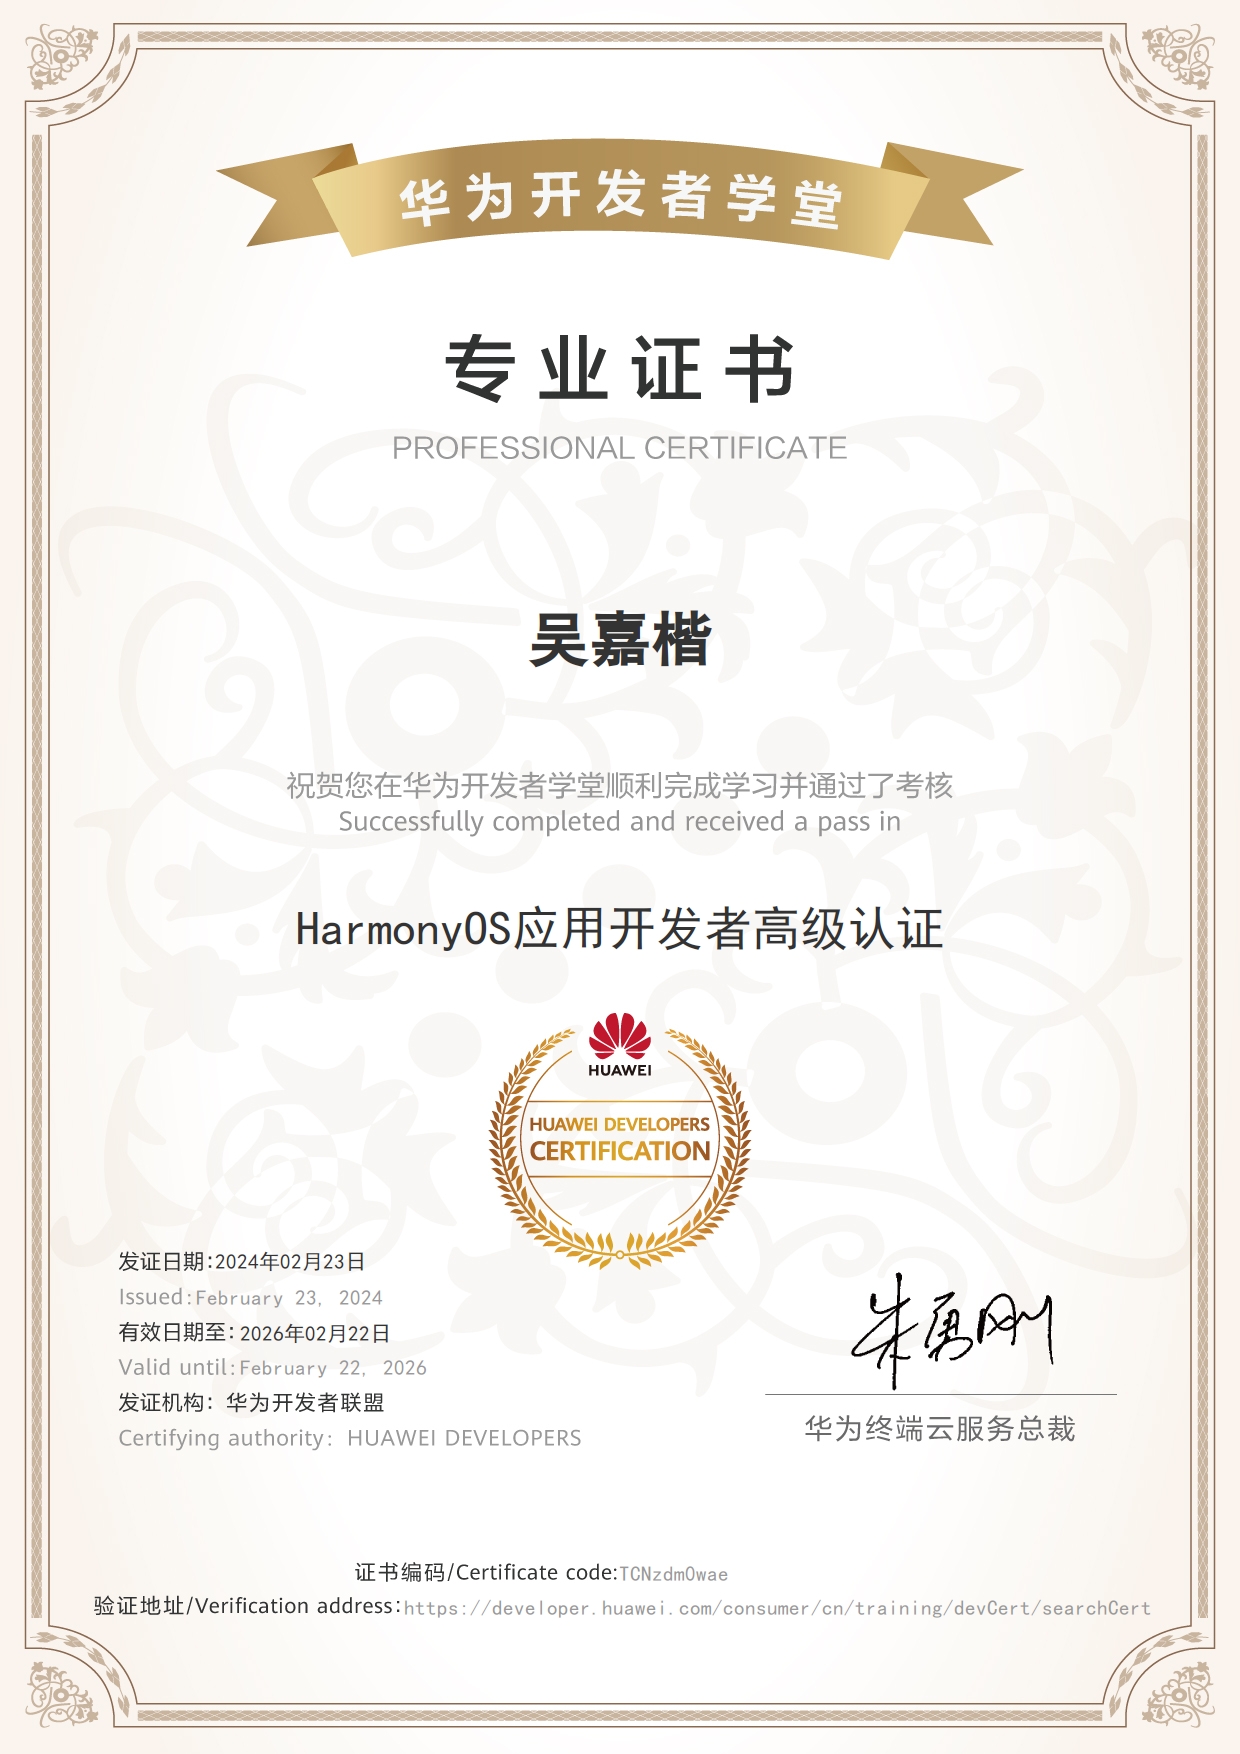 华为开发者学堂
专业证书
PROFESSIONAL CERTIFICATE
吴嘉楷
祝贺您在华为开发者学堂顺利完成学习并通过了考核
Successfully completed and received a pass in
HarmonyOS应用开发者高级认证
HUAWEI
HUAWEI DEVELOPERS
CERTIFICATION
发证日期:2024年02月23日
Issued:February 23, 2024
有效日期至:2026年02月22日
Valid until:February 22, 2026
发证机构: 华为开发者联盟
Certifying authority: HUAWEI DEVELOPERS
朱勇刚
华为终端云服务总裁
证书编码/Certificate code:TCNzdmOwae
验证地址/Verification address:https://developer.huawei.com/consumer/cn/training/devCert/searchCert